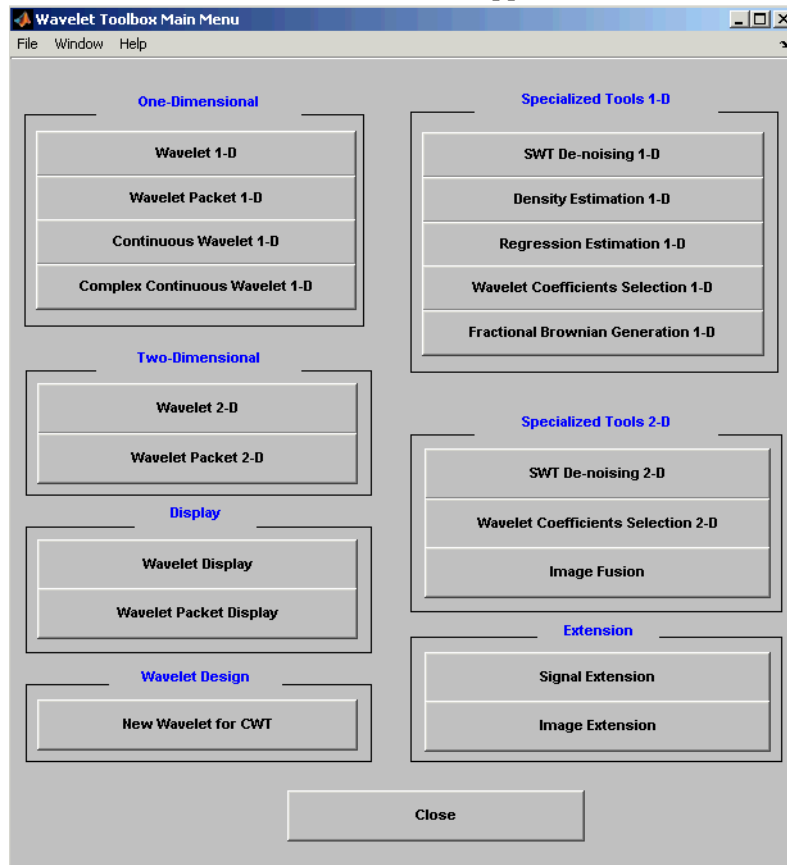 Wavelet Toolbox Main Menu
File Window Help
One-Dimensional
Wavelet 1-D
Wavelet Packet 1-D
Continuous Wavelet 1-D
Complex Continuous Wavelet 1-D
Two-Dimensional
Wavelet 2-D
Wavelet Packet 2-D
Display
Wavelet Display
Wavelet Packet Display
Wavelet Design
New Wavelet for CWT
Specialized Tools 1-D
SWT De-noising 1-D
Density Estimation 1-D
Regression Estimation 1-D
Wavelet Coefficients Selection 1-D
Fractional Brownian Generation 1-D
Specialized Tools 2-D
SWT De-noising 2-D
Wavelet Coefficients Selection 2-D
Image Fusion
Extension
Signal Extension
Image Extension
Close